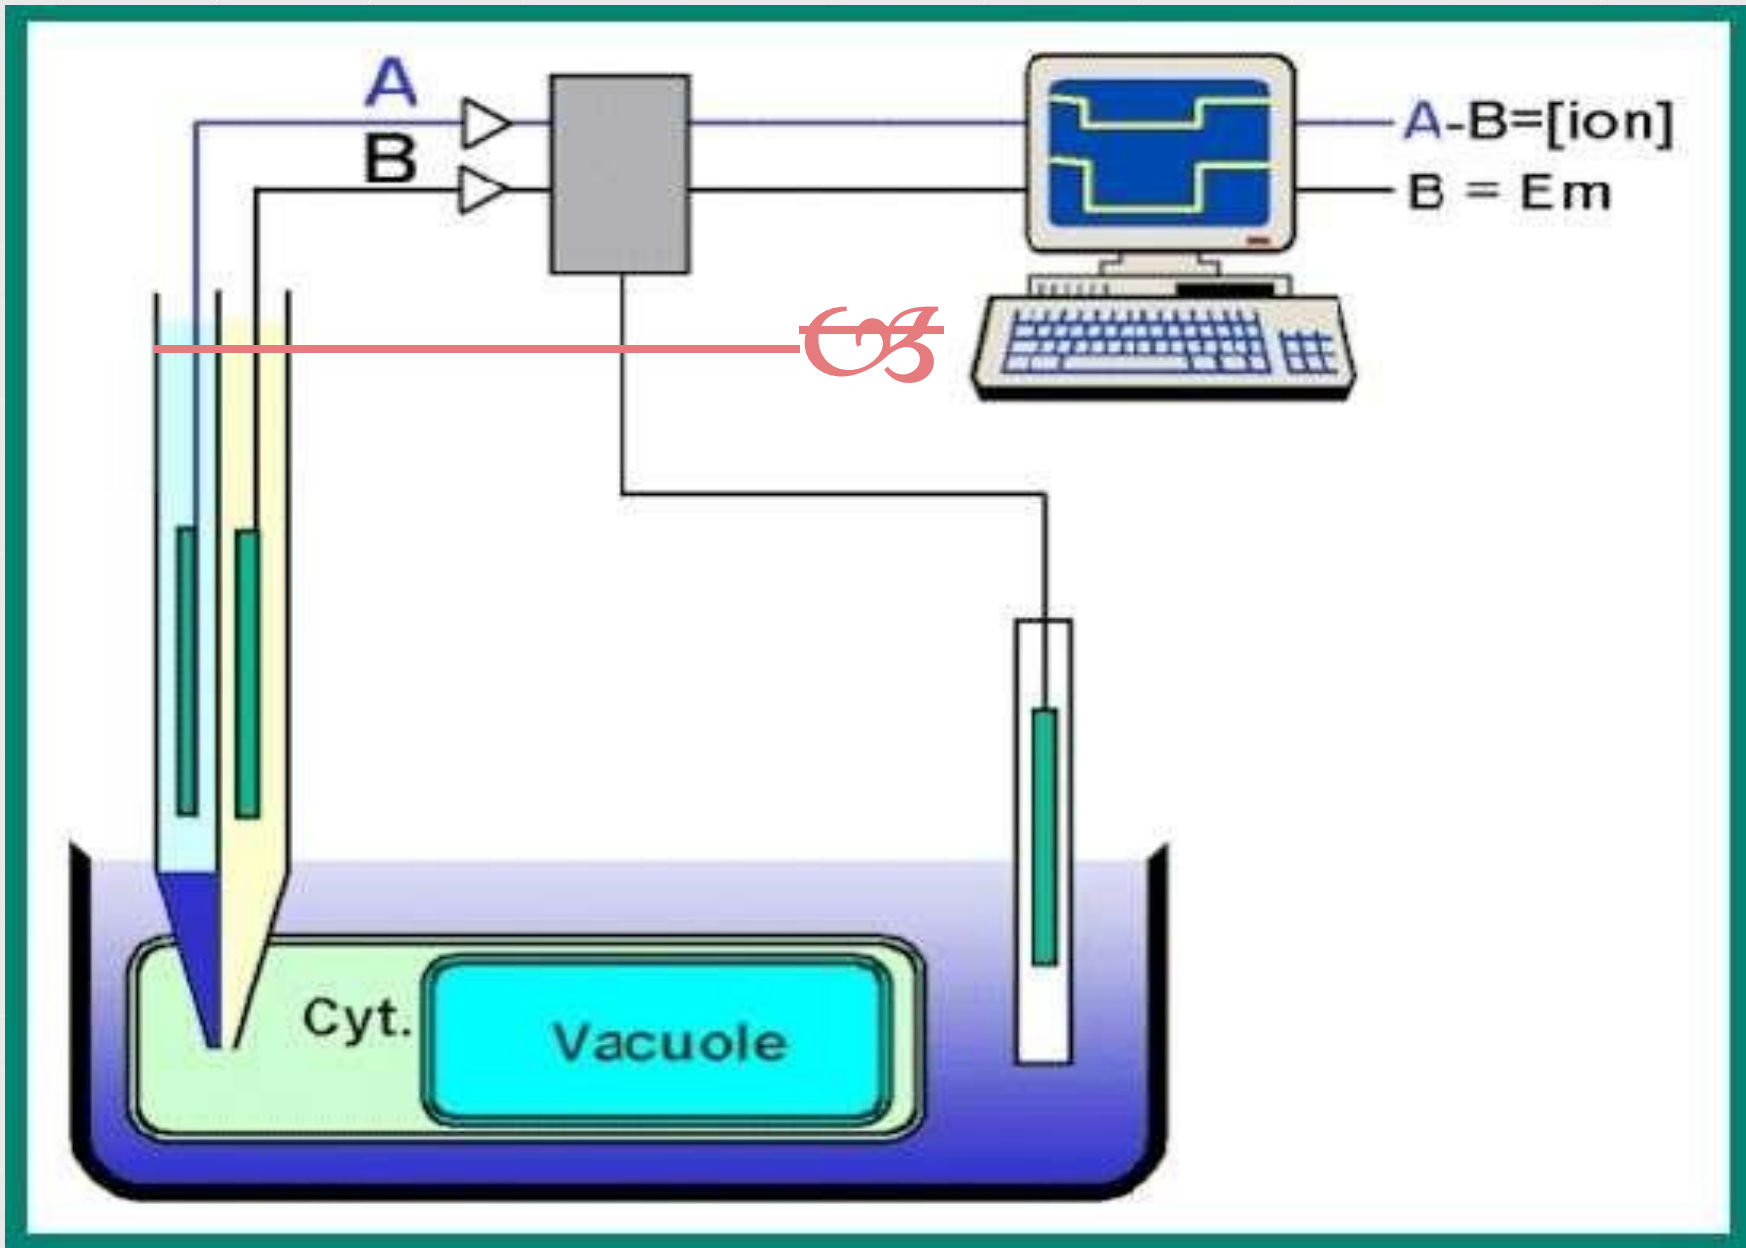 A
B
A-B=[ion]
B = Em
Cyt.
Vacuole